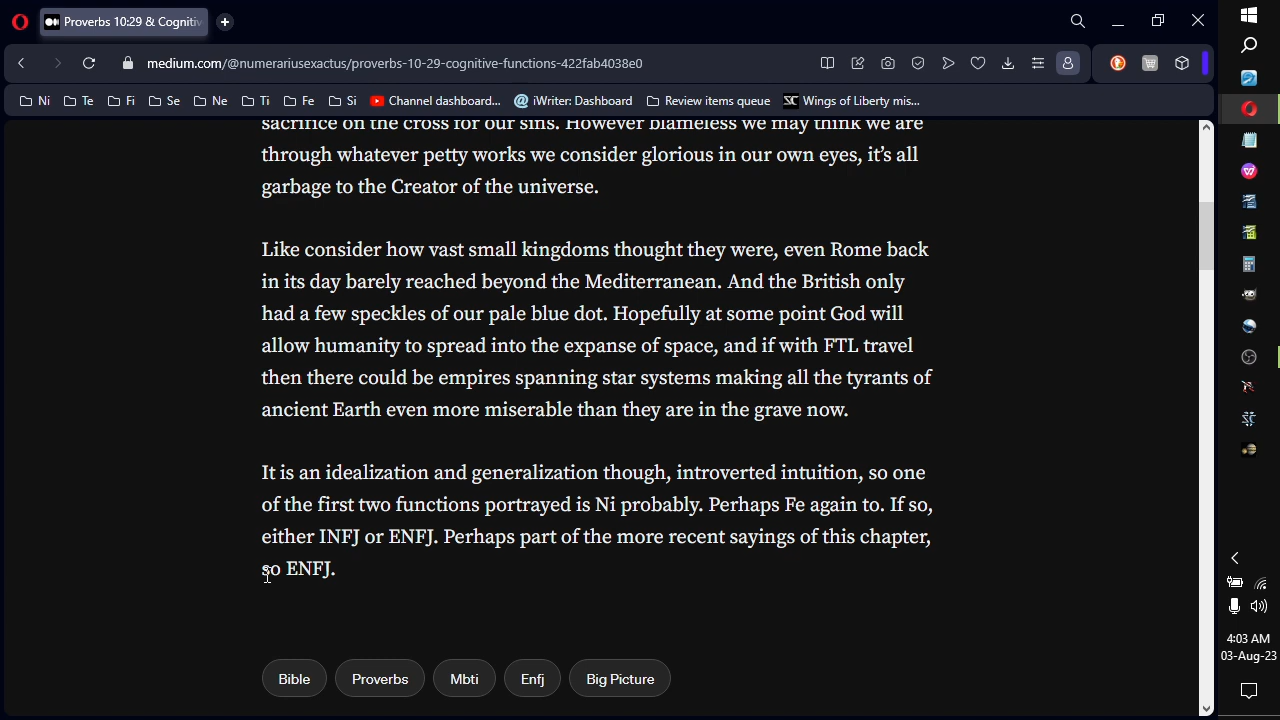 Proverbs 10:29 & Cognitiv
medium.com/@numerariusexactus/proverbs-10-29-cognitive-functions-422fab4038e0
Ni Te Fi Se Ne Ti Fe Si Channel dashboard... iWriter: Dashboard Review items queue Wings of Liberty mis...
sacrifice on the cross for our sins. However blameless we may think we are
through whatever petty works we consider glorious in our own eyes, it's all
garbage to the Creator of the universe.
Like consider how vast small kingdoms thought they were, even Rome back
in its day barely reached beyond the Mediterranean. And the British only
had a few speckles of our pale blue dot. Hopefully at some point God will
allow humanity to spread into the expanse of space, and if with FTL travel
then there could be empires spanning star systems making all the tyrants of
ancient Earth even more miserable than they are in the grave now.
It is an idealization and generalization though, introverted intuition, so one
of the first two functions portrayed is Ni probably. Perhaps Fe again to. If so,
either INFJ or ENFJ. Perhaps part of the more recent sayings of this chapter,
so ENFJ.
Bible Proverbs Mbti Enfj Big Picture
4:03 AM
03-Aug-23